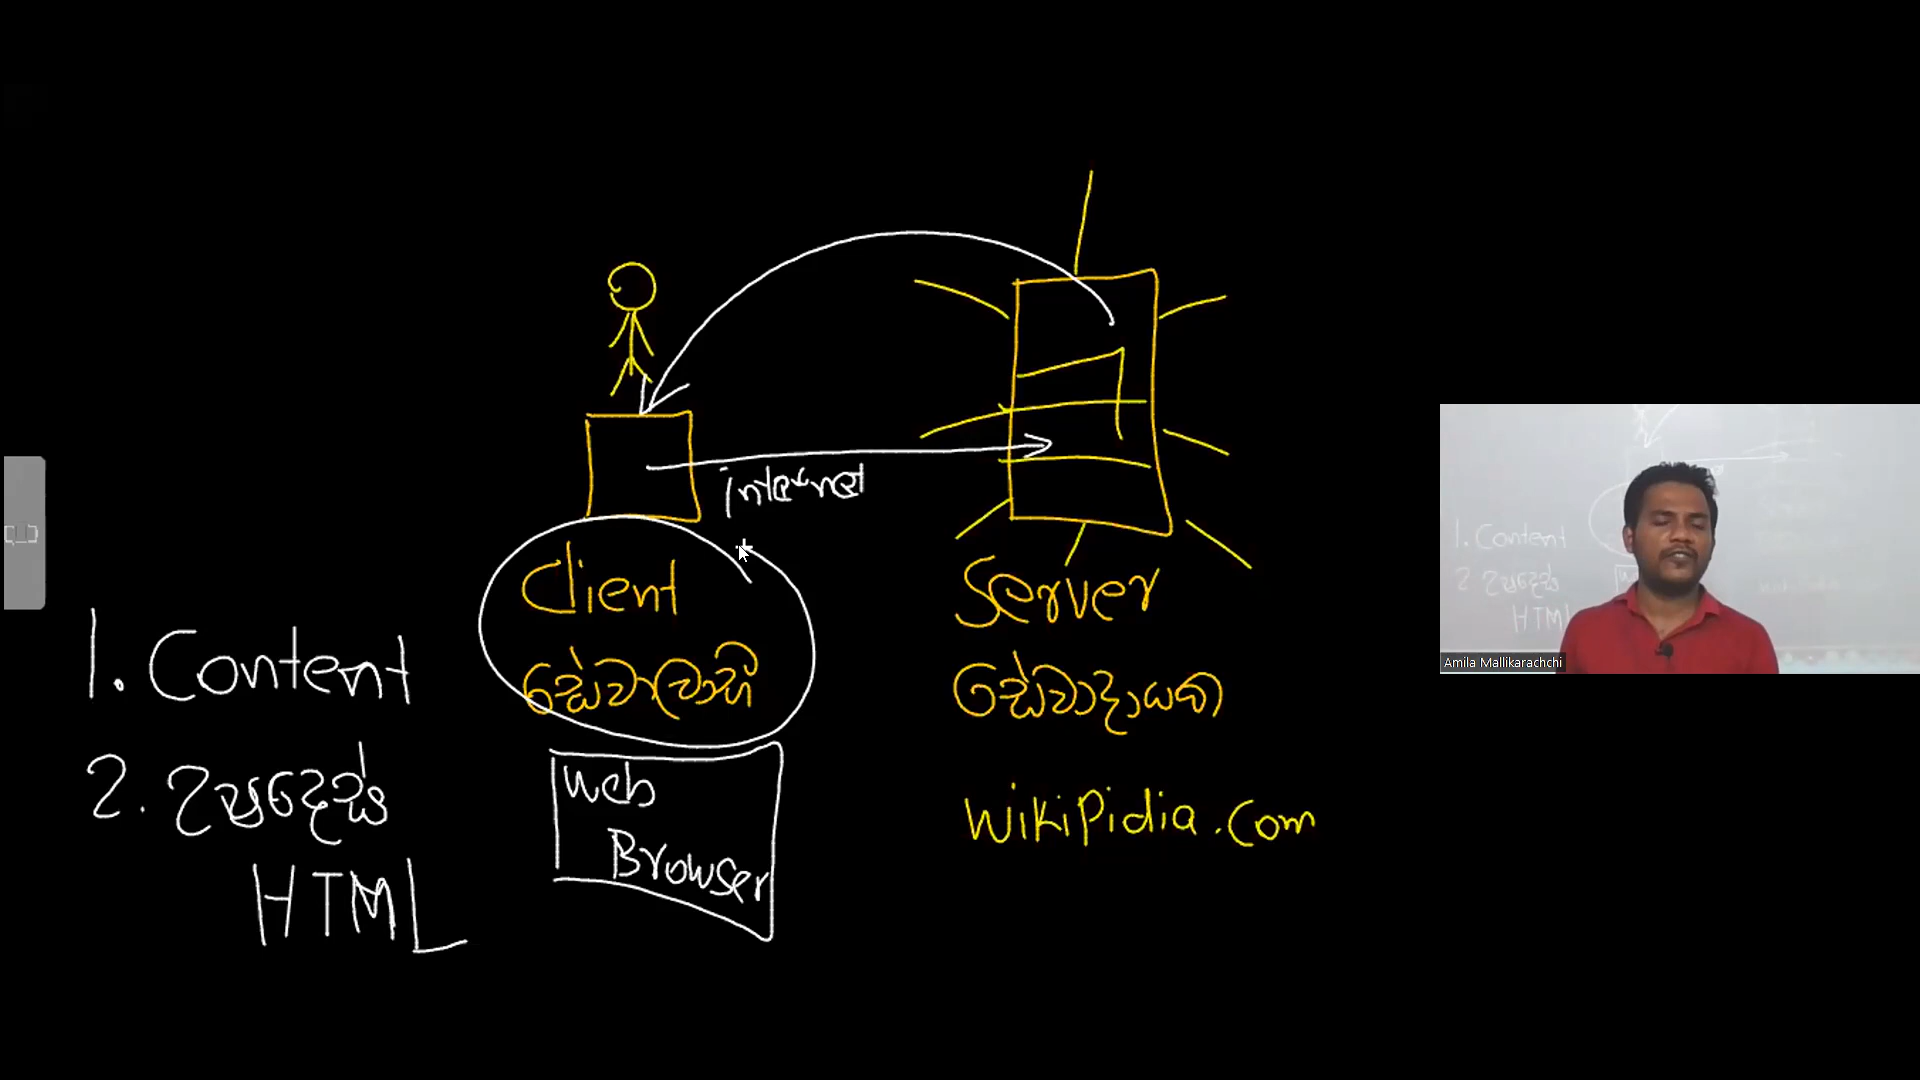 internet
Client
සේවාලාභී
Server
සේවාදායක
1. Content
2. උපදෙස්
HTML
Web
Browser
Wikipidia.com
1. Content
2 උපදෙස්
HTML
Amila Mallikarachchi